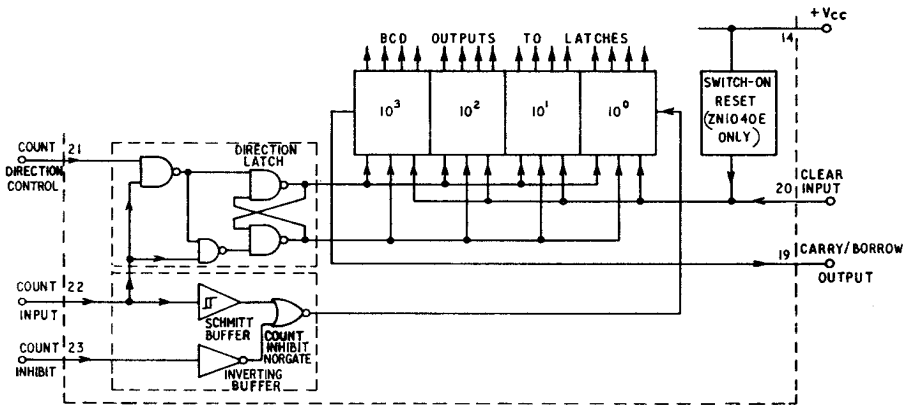 +Vcc
14
BCD OUTPUTS TO LATCHES
SWITCH-ON
RESET
(ZN1040E
ONLY)
10³ 10² 10¹ 10⁰
COUNT 21
DIRECTION
CONTROL
DIRECTION
LATCH
CLEAR
20 INPUT
19 CARRY/BORROW
OUTPUT
COUNT 22
INPUT
SCHMITT
BUFFER
COUNT
INHIBIT
NORGATE
COUNT 23
INHIBIT
INVERTING
BUFFER